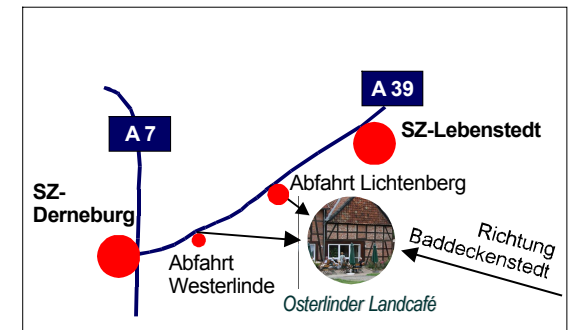 A 39
A 7
SZ-Lebenstedt
Abfahrt Lichtenberg
SZ-
Derneburg
Richtung
Baddeckenstedt
Abfahrt
Westerlinde
Osterlinder Landcafé